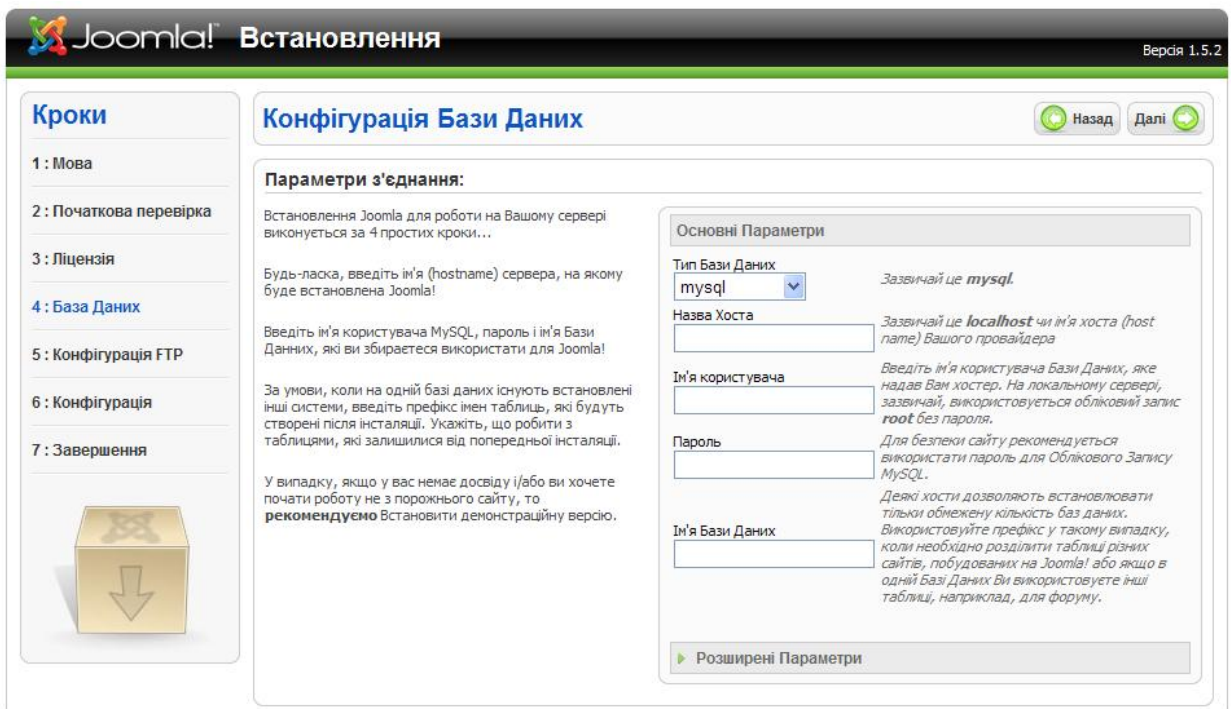 Joomla! Встановлення
Версія 1.5.2
Кроки
1 : Мова
2 : Початкова перевірка
3 : Ліцензія
4 : База Даних
5 : Конфігурація FTP
6 : Конфігурація
7 : Завершення
Конфігурація Бази Даних
Назад
Далі
Параметри з'єднання:
Встановлення Joomla для роботи на Вашому сервері
виконується за 4 простих кроки...
Будь-ласка, введіть ім'я (hostname) сервера, на якому
буде встановлена Joomla!
Введіть ім'я користувача MySQL, пароль і ім'я Бази
Данних, які ви збираєтеся використати для Joomla!
За умови, коли на одній базі даних існують встановлені
інші системи, введіть префікс імен таблиць, які будуть
створені після інсталяції. Укажіть, що робити з
таблицями, які залишилися від попередньої інсталяції.
У випадку, якщо у вас немає досвіду і/або ви хочете
почати роботу не з порожнього сайту, то
рекомендуємо Встановити демонстраційну версію.
Основні Параметри
Тип Бази Даних
mysql
Зазвичай це mysql.
Назва Хоста
Зазвичай це localhost чи ім'я хоста (host
name) Вашого провайдера
Ім'я користувача
Введіть ім'я користувача Бази Даних, яке
надав Вам хостер. На локальному сервері,
зазвичай, використовується обліковий запис
root без пароля.
Пароль
Для безпеки сайту рекомендується
використати пароль для Облікового Запису
MySQL.
Ім'я Бази Даних
Деякі хости дозволяють встановлювати
тільки обмежену кількість баз даних.
Використовуйте префікс у такому випадку,
коли необхідно розділити таблиці різних
сайтів, побудованих на Joomla! або якщо в
одній Базі Даних Ви використовуєте інші
таблиці, наприклад, для форуму.
Розширені Параметри